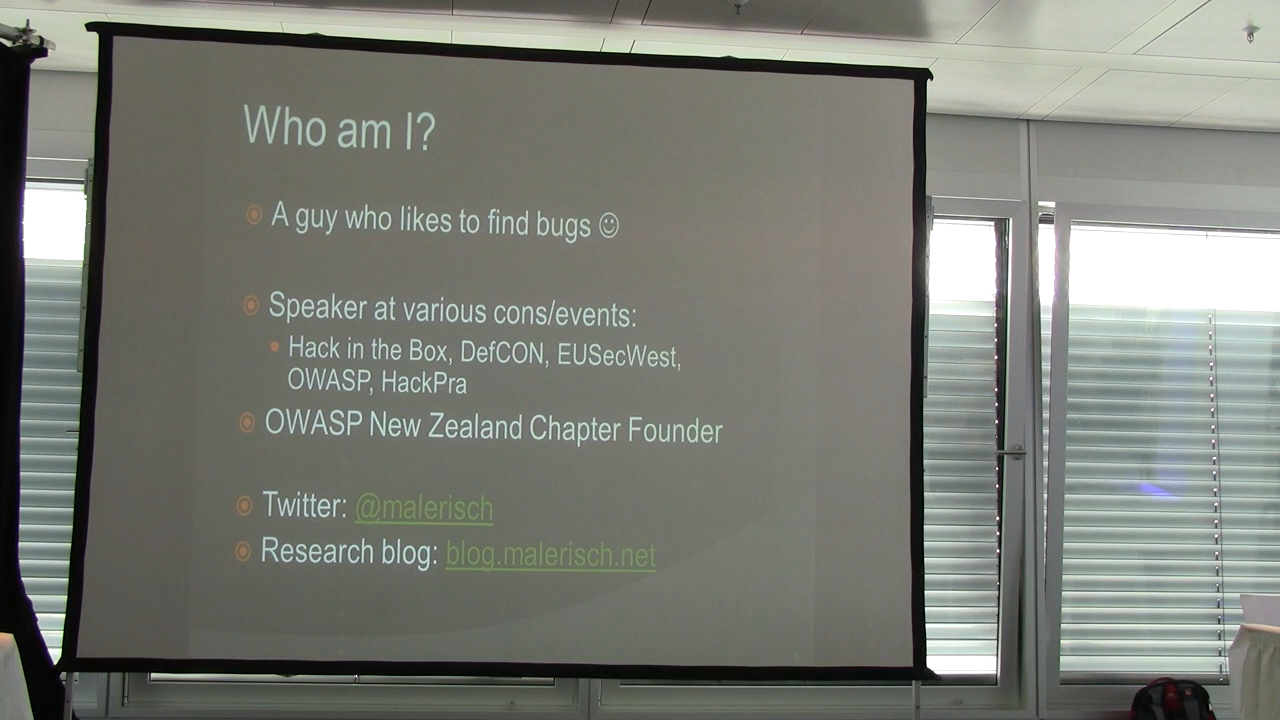 Who am I?
A guy who likes to find bugs ☺
Speaker at various cons/events:
Hack in the Box, DefCON, EUSecWest,
OWASP, HackPra
OWASP New Zealand Chapter Founder
Twitter: @malerisch
Research blog: blog.malerisch.net